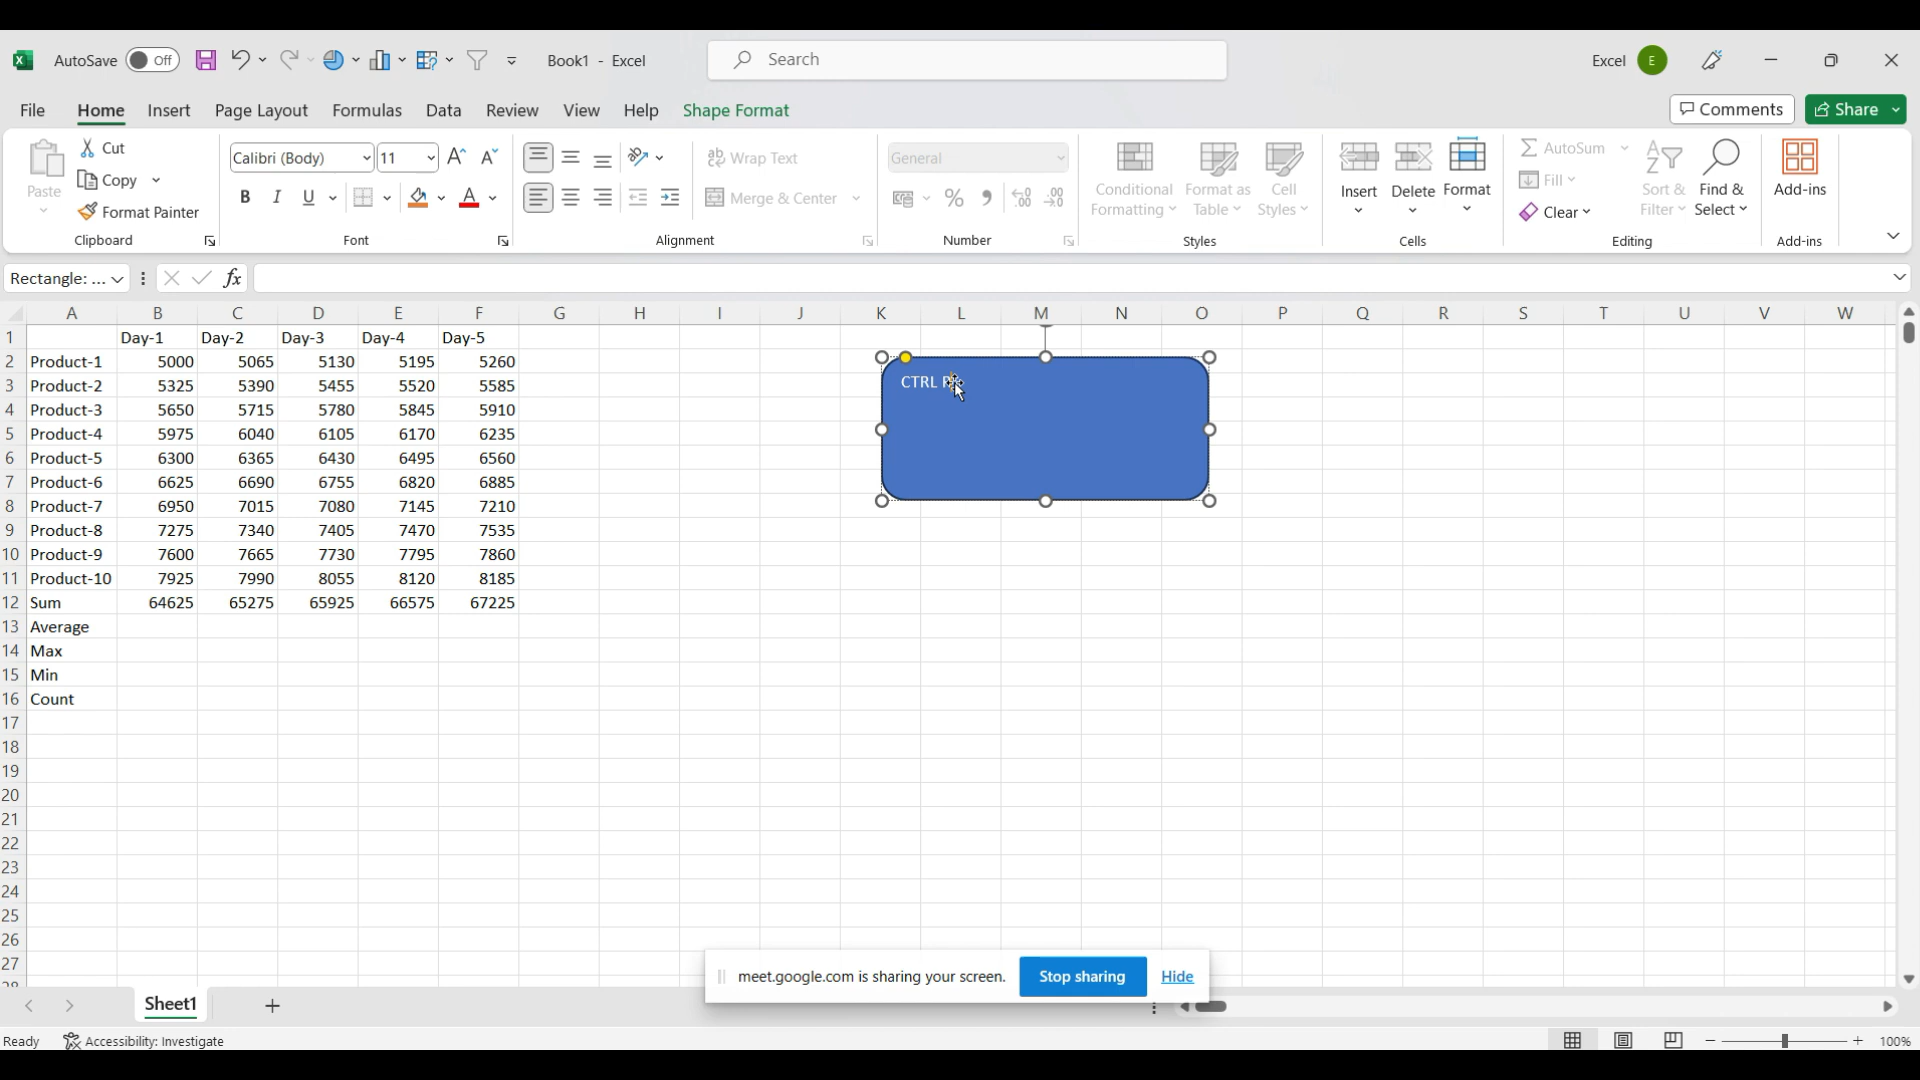 AutoSave Off Book1 - Excel Search Excel E
File Home Insert Page Layout Formulas Data Review View Help Shape Format Comments Share
Paste Cut Copy Format Painter Clipboard
Calibri (Body) 11 B I U A Font
ab Wrap Text Merge & Center Alignment
General % Number
Conditional Formatting Format as Table Cell Styles Styles
Insert Delete Format Cells
AutoSum Fill Clear Sort & Filter Find & Select Editing
Add-ins Add-ins
Rectangle: ... fx
A B C D E F G H I J K L M N O P Q R S T U V W
1 Day-1 Day-2 Day-3 Day-4 Day-5
2 Product-1 5000 5065 5130 5195 5260
3 Product-2 5325 5390 5455 5520 5585
CTRL
4 Product-3 5650 5715 5780 5845 5910
5 Product-4 5975 6040 6105 6170 6235
6 Product-5 6300 6365 6430 6495 6560
7 Product-6 6625 6690 6755 6820 6885
8 Product-7 6950 7015 7080 7145 7210
9 Product-8 7275 7340 7405 7470 7535
10 Product-9 7600 7665 7730 7795 7860
11 Product-10 7925 7990 8055 8120 8185
12 Sum 64625 65275 65925 66575 67225
13 Average
14 Max
15 Min
16 Count
17
18
19
20
21
22
23
24
25
26
27
meet.google.com is sharing your screen. Stop sharing Hide
Sheet1
Ready Accessibility: Investigate 100%